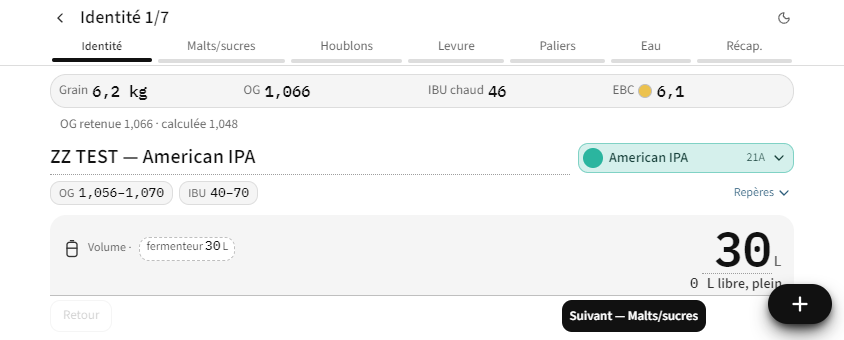 Identité 1/7
Identité Malts/sucres Houblons Levure Paliers Eau Récap.
Grain 6,2 kg OG 1,066 IBU chaud 46 EBC 6,1
OG retenue 1,066 · calculée 1,048
ZZ TEST — American IPA American IPA 21A
OG 1,056–1,070 IBU 40–70 Repères
Volume · fermenteur 30 L 30 L
0 L libre, plein
Retour Suivant — Malts/sucres +